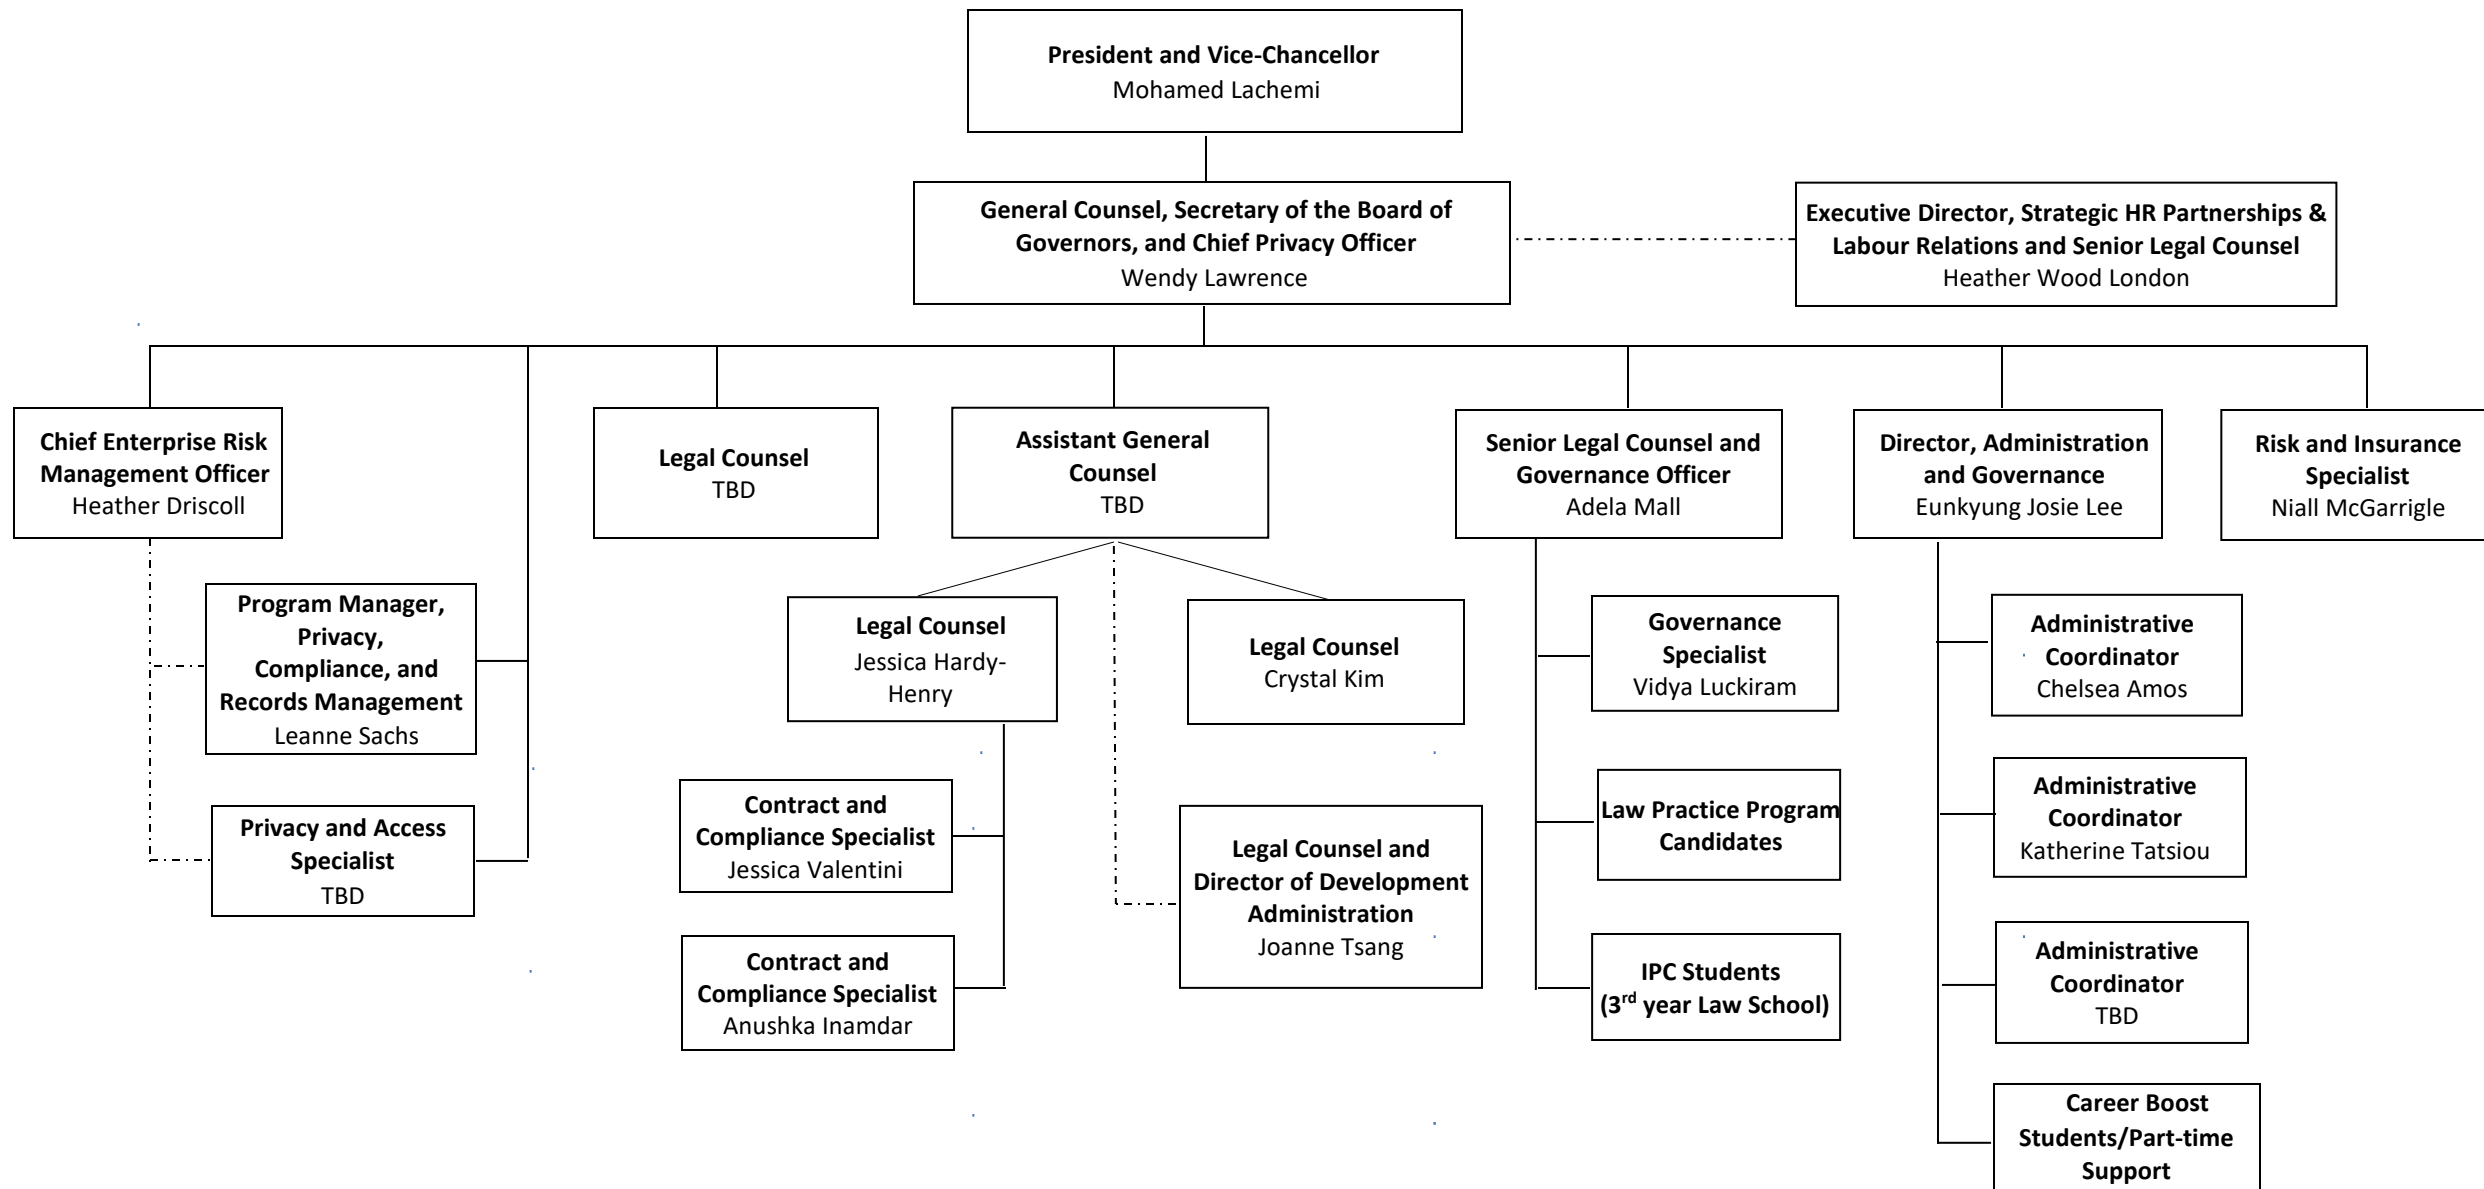 President and Vice-Chancellor
Mohamed Lachemi
General Counsel, Secretary of the Board of
Governors, and Chief Privacy Officer
Wendy Lawrence
Executive Director, Strategic HR Partnerships &
Labour Relations and Senior Legal Counsel
Heather Wood London
Chief Enterprise Risk
Management Officer
Heather Driscoll
Legal Counsel
TBD
Assistant General
Counsel
TBD
Senior Legal Counsel and
Governance Officer
Adela Mall
Director, Administration
and Governance
Eunkyung Josie Lee
Risk and Insurance
Specialist
Niall McGarrigle
Program Manager,
Privacy,
Compliance, and
Records Management
Leanne Sachs
Privacy and Access
Specialist
TBD
Legal Counsel
Jessica Hardy-
Henry
Legal Counsel
Crystal Kim
Contract and
Compliance Specialist
Jessica Valentini
Contract and
Compliance Specialist
Anushka Inamdar
Legal Counsel and
Director of Development
Administration
Joanne Tsang
Governance
Specialist
Vidya Luckiram
Law Practice Program
Candidates
IPC Students
(3rd year Law School)
Administrative
Coordinator
Chelsea Amos
Administrative
Coordinator
Katherine Tatsiou
Administrative
Coordinator
TBD
Career Boost
Students/Part-time
Support